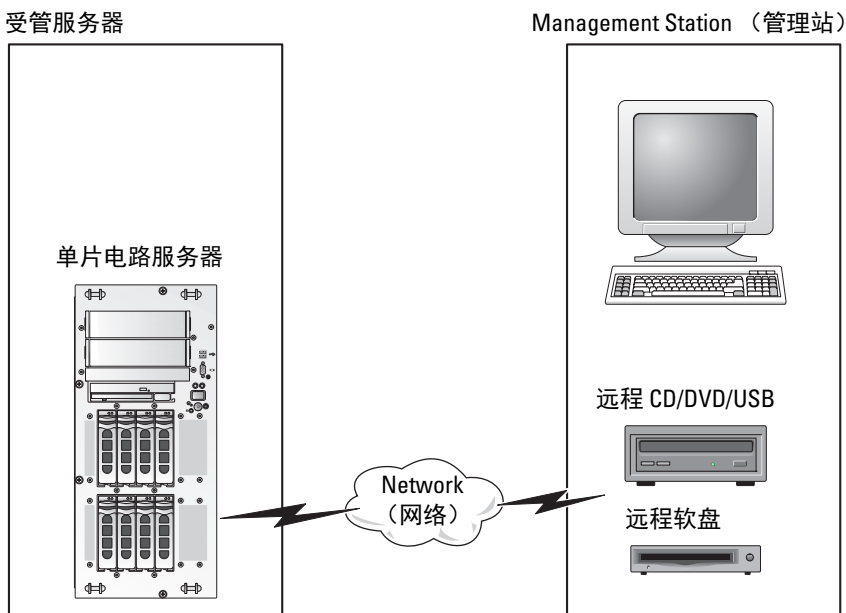 受管服务器
Management Station （管理站）
单片电路服务器
远程 CD/DVD/USB
Network
（网络）
远程软盘